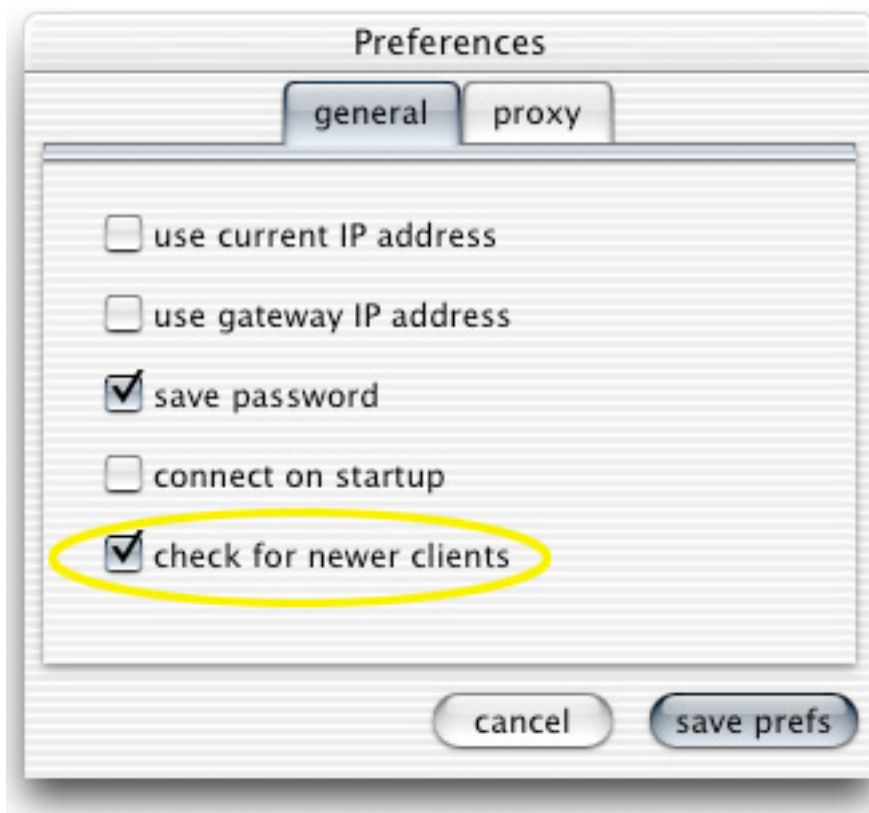 Preferences
general proxy
use current IP address
use gateway IP address
save password
connect on startup
check for newer clients
cancel save prefs